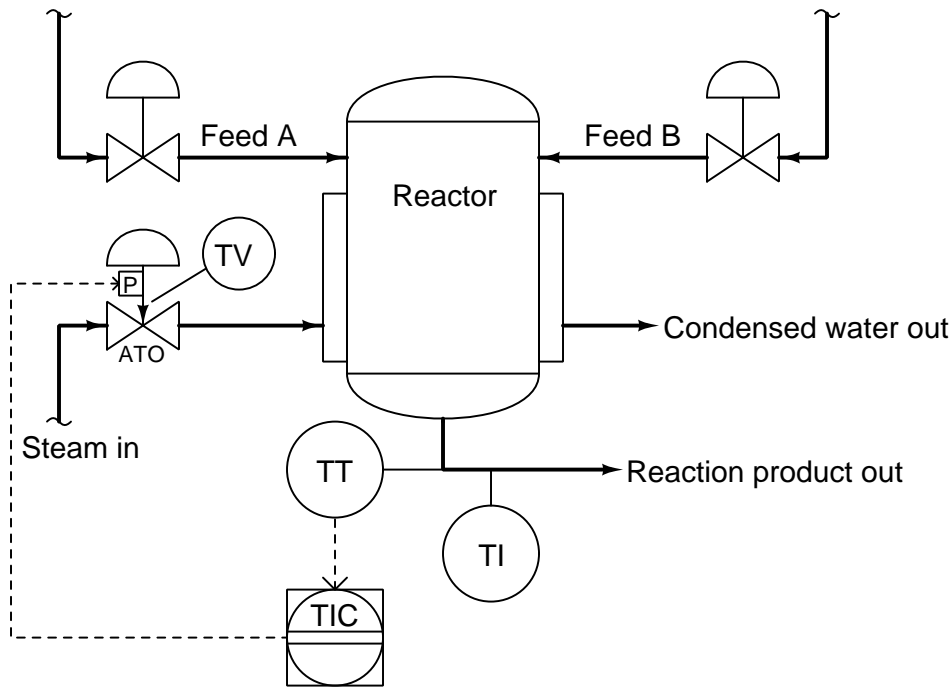 Feed A
Feed B
Reactor
TV
P
ATO
Condensed water out
Steam in
TT
Reaction product out
TI
TIC